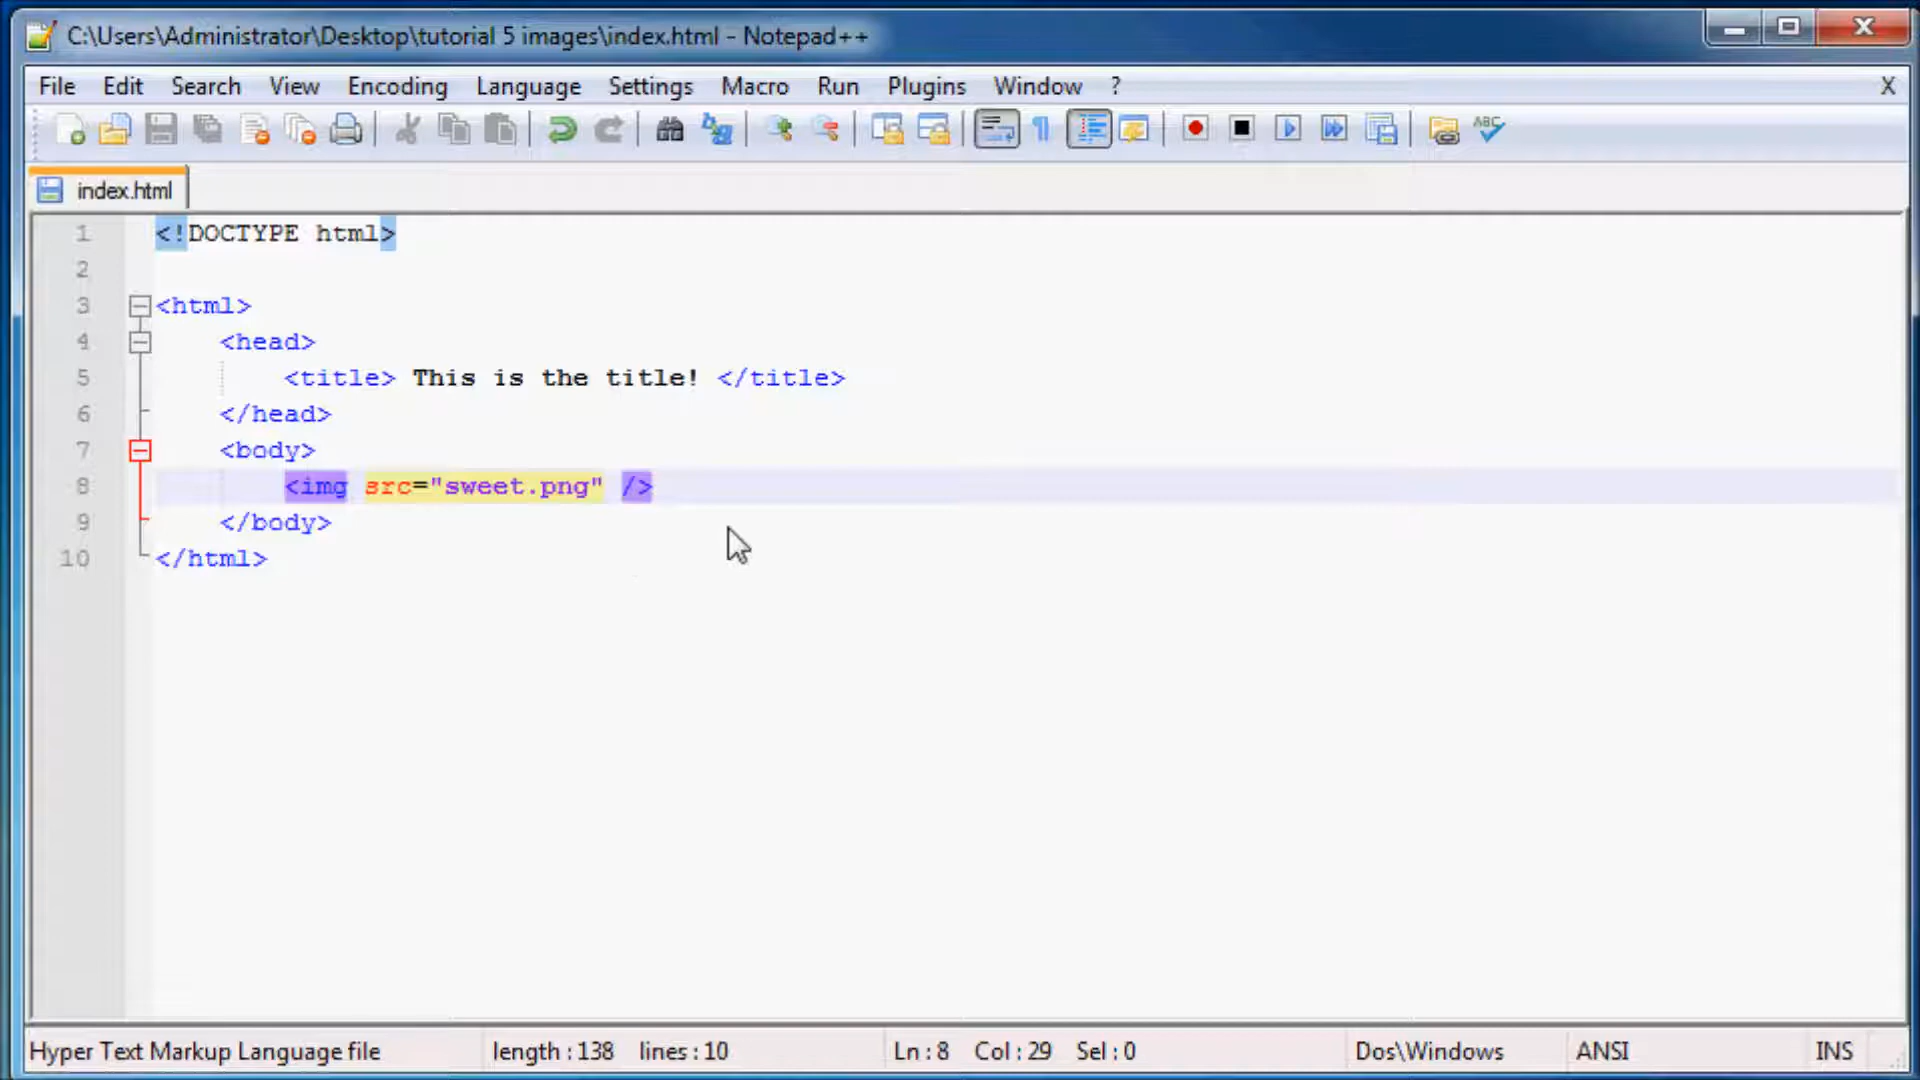 C:\Users\Administrator\Desktop\tutorial 5 images\index.html - Notepad++
File Edit Search View Encoding Language Settings Macro Run Plugins Window ? X
ABC
index.html
1 <!DOCTYPE html>
2
3 <html>
4 <head>
5 <title> This is the title! </title>
6 </head>
7 <body>
8 <img src="sweet.png" />
9 </body>
10 </html>
Hyper Text Markup Language file length : 138 lines : 10 Ln : 8 Col : 29 Sel : 0 Dos\Windows ANSI INS